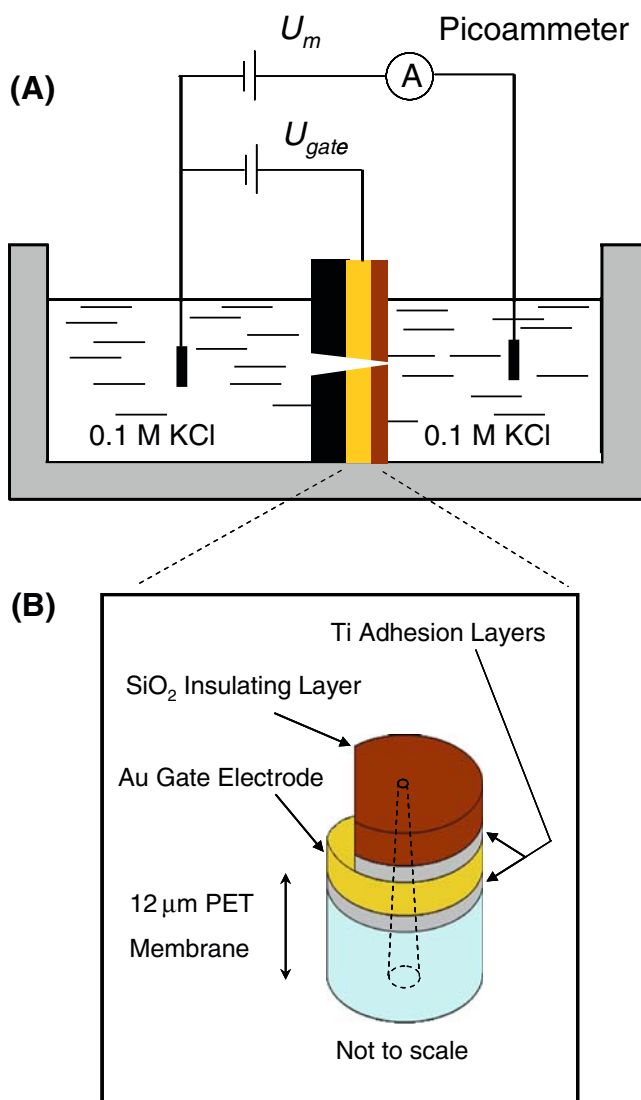 U_m
Picoammeter
(A)
A
U_gate
0.1 M KCl
0.1 M KCl
(B)
Ti Adhesion Layers
SiO₂ Insulating Layer
Au Gate Electrode
12 μm PET
Membrane
Not to scale